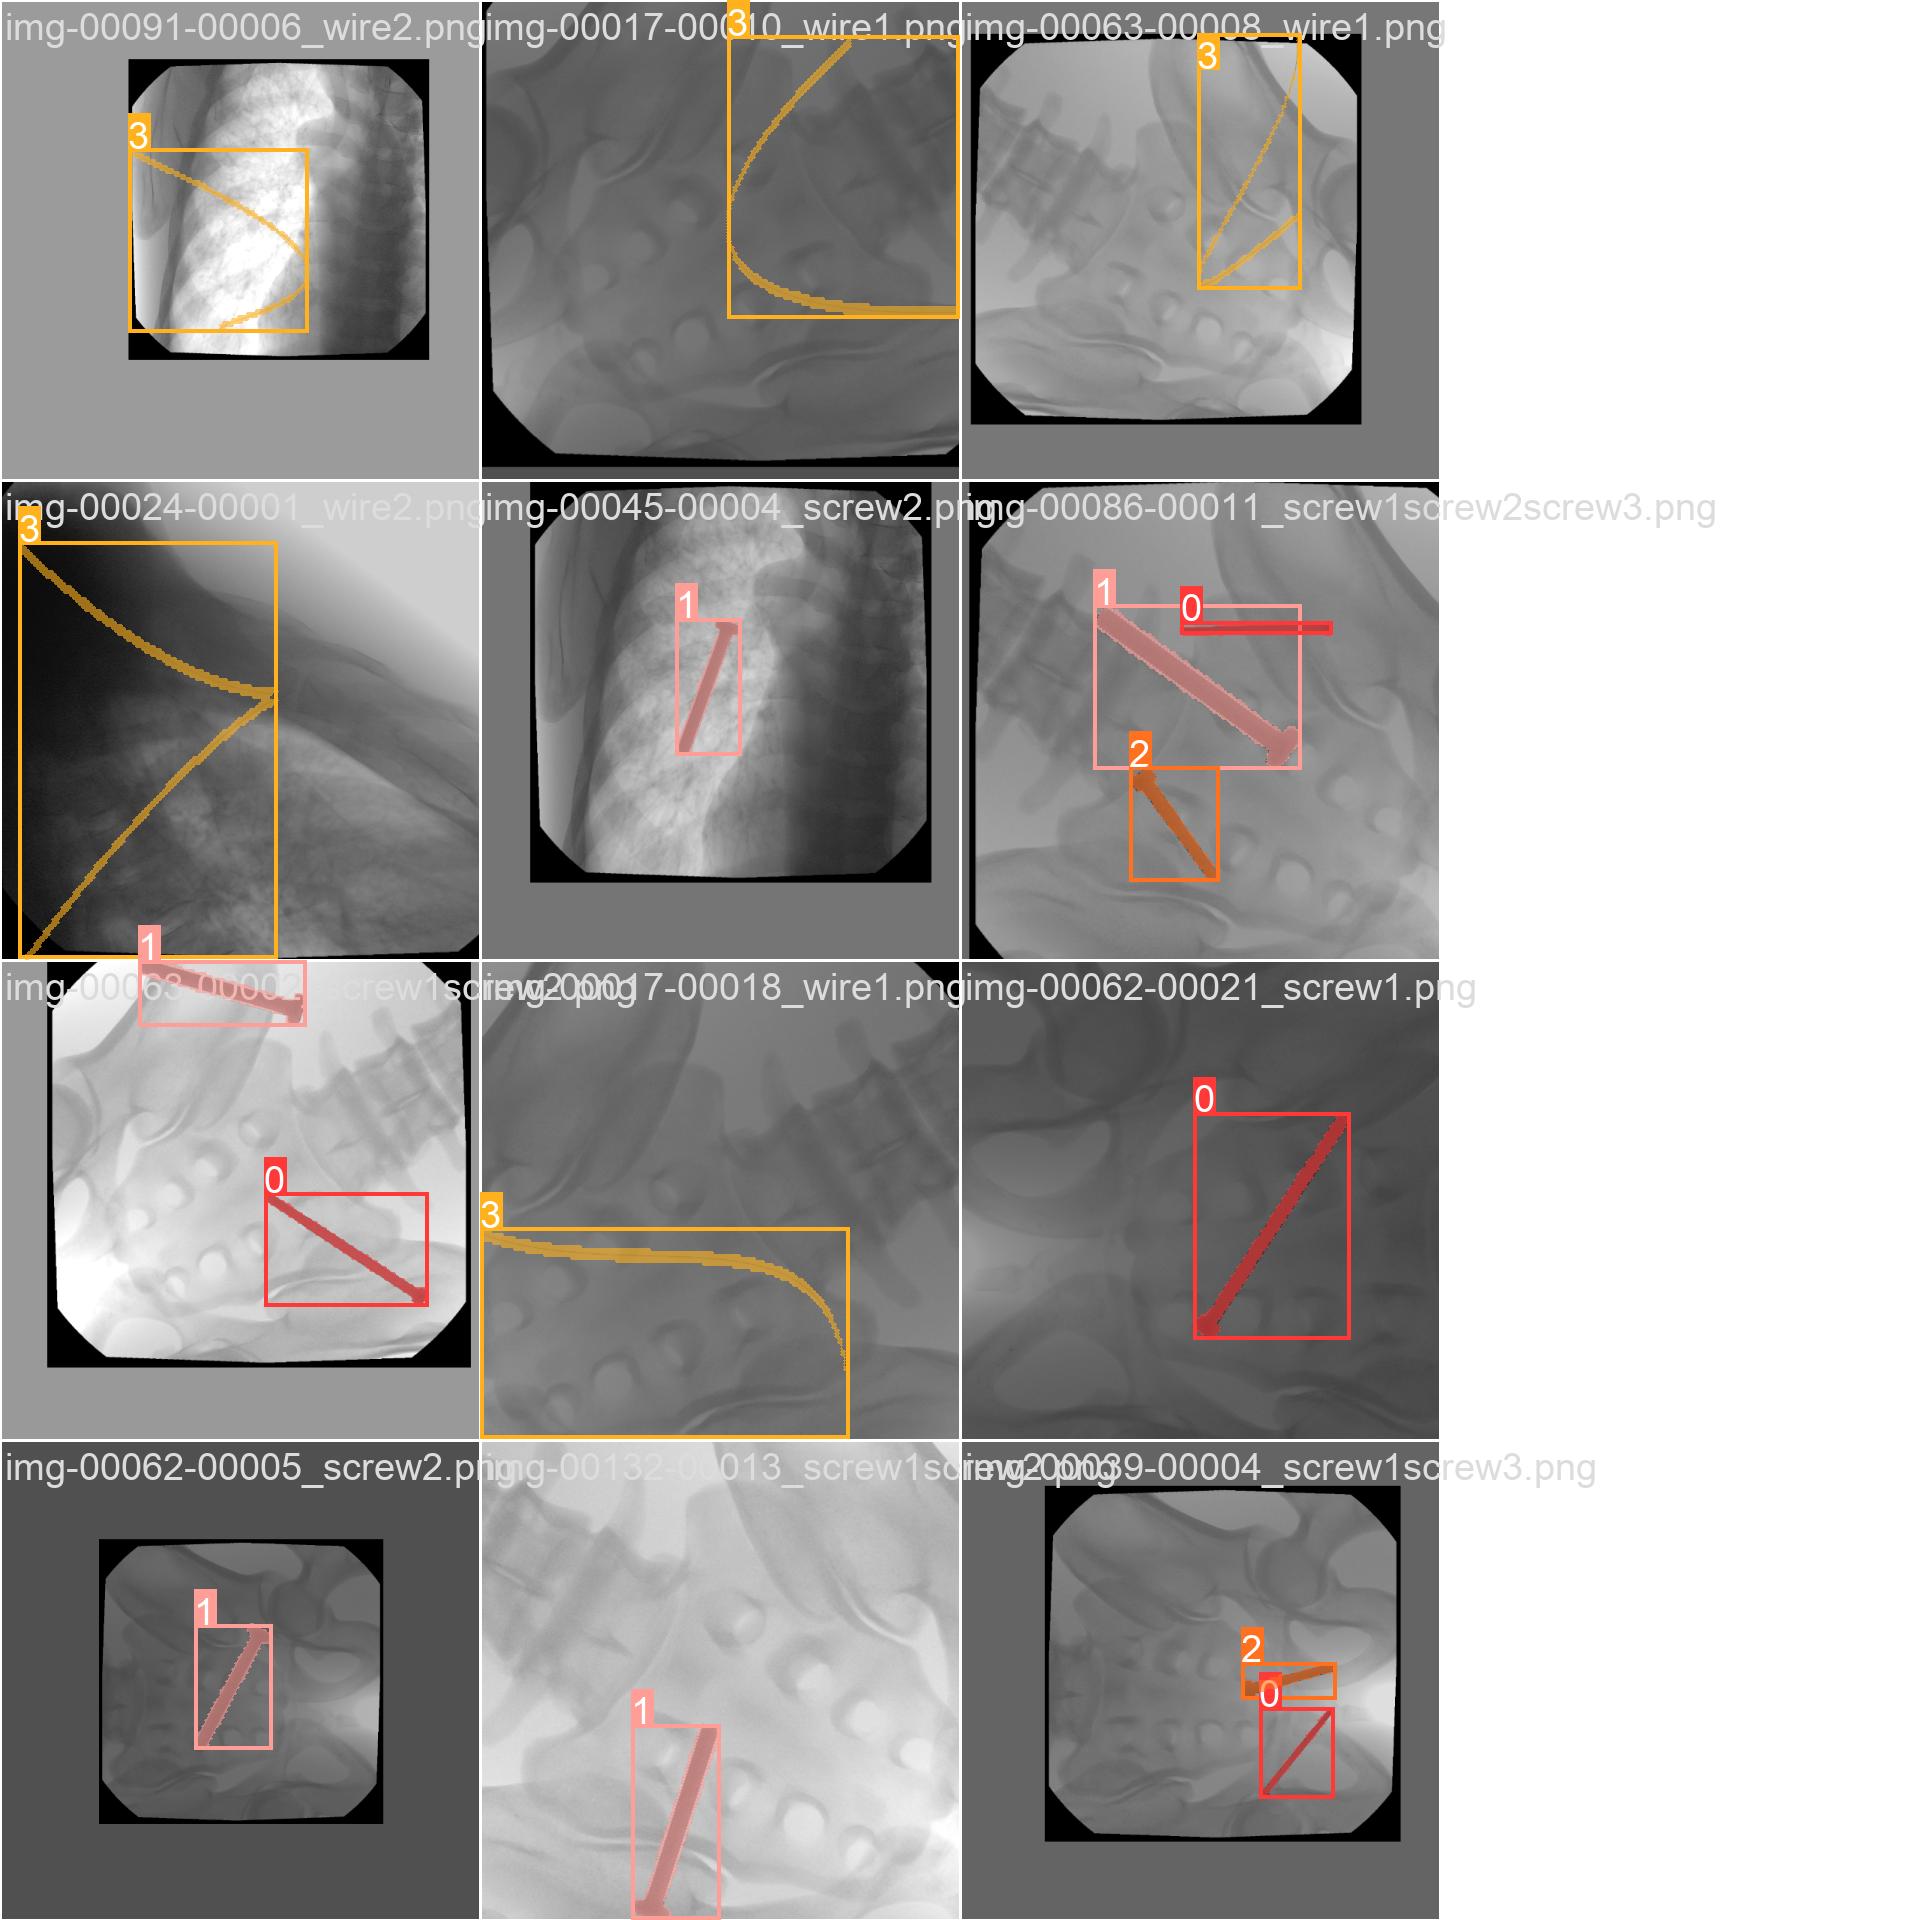 img-00091-00006_wire2.png
img-00017-00010_wire1.png
img-00063-00008_wire1.png
3
3
3
img-00024-00001_wire2.png
img-00045-00004_screw2.png
img-00086-00011_screw1screw2screw3.png
3
1
1
0
2
img-00063-00002_screw1screw2.png
img-00017-00018_wire1.png
img-00062-00021_screw1.png
1
0
3
0
img-00062-00005_screw2.png
img-00132-00013_screw1screw2.png
img-00039-00004_screw1screw3.png
1
1
2
0